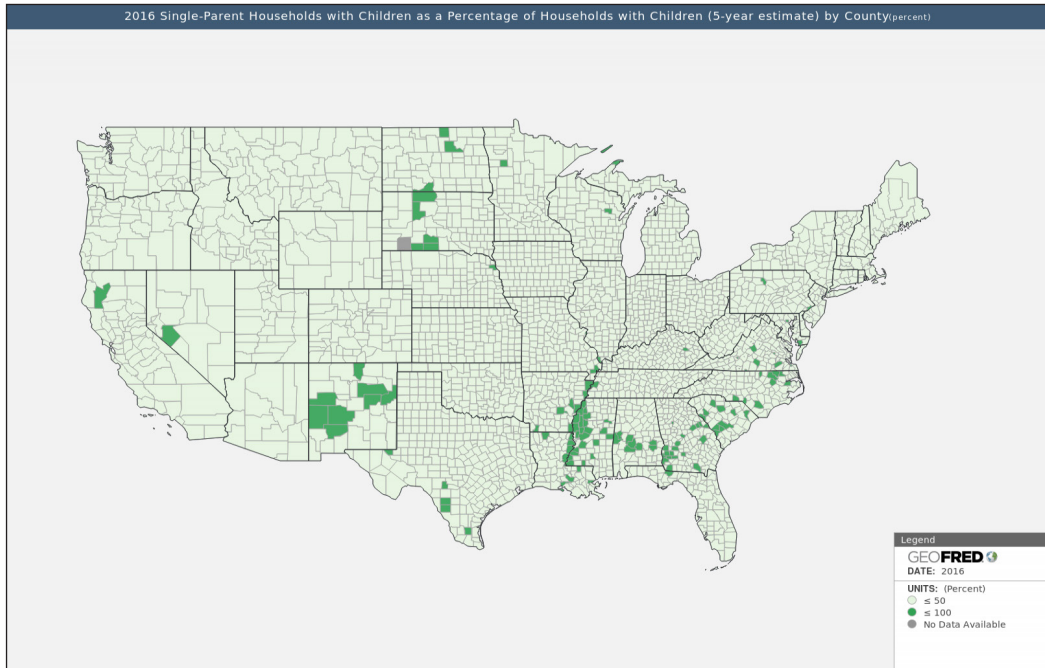 2016 Single-Parent Households with Children as a Percentage of Households with Children (5-year estimate) by County(percent)
Legend
GEOFRED
DATE: 2016
UNITS: (Percent)
≤ 50
≤ 100
No Data Available